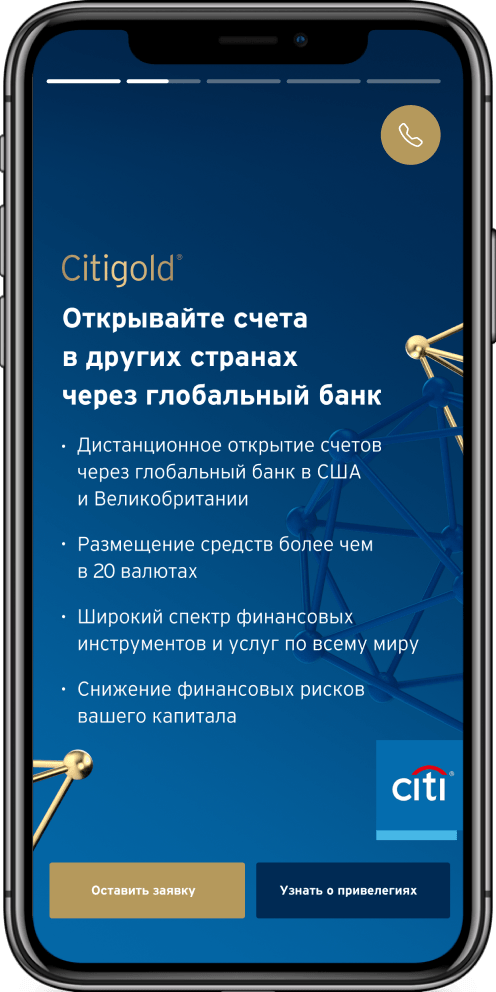 Citigold®
Открывайте счета
в других странах
через глобальный банк
· Дистанционное открытие счетов
через глобальный банк в США
и Великобритании
· Размещение средств более чем
в 20 валютах
· Широкий спектр финансовых
инструментов и услуг по всему миру
· Снижение финансовых рисков
вашего капитала
citi®
Оставить заявку
Узнать о привелегиях